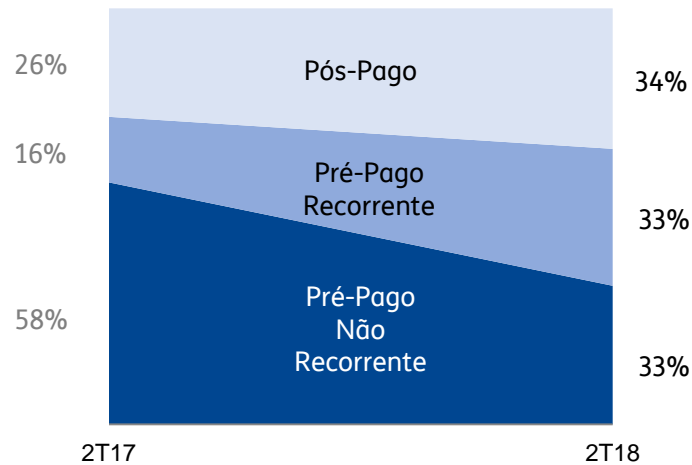 26%
Pós-Pago
34%
16%
Pré-Pago
Recorrente
33%
58%
Pré-Pago
Não
Recorrente
33%
2T17
2T18